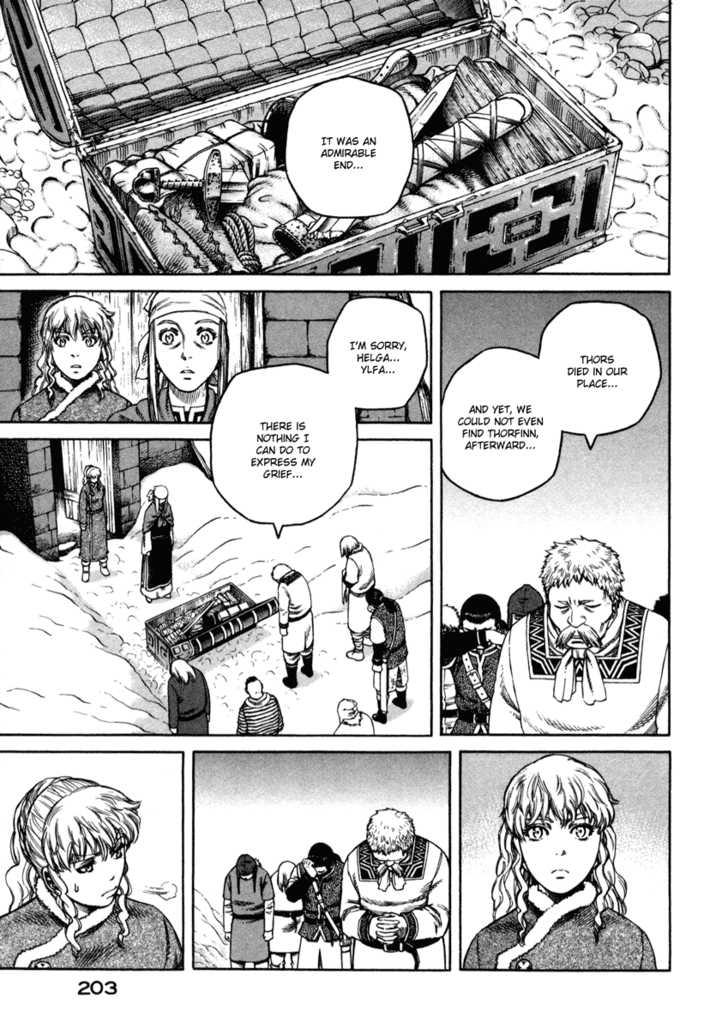 IT WAS AN
ADMIRABLE
END...
THORS
DIED IN OUR
PLACE...
AND YET, WE
COULD NOT EVEN
FIND THORFINN,
AFTERWARD...
I'M SORRY,
HELGA...
YLFA...
THERE IS
NOTHING I
CAN DO TO
EXPRESS MY
GRIEF...
203